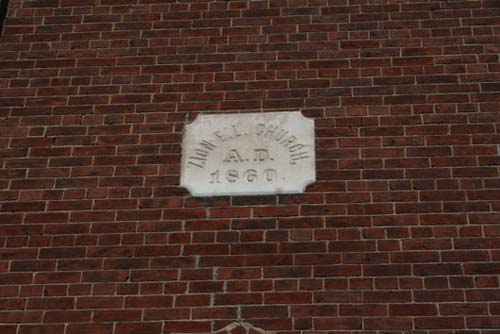 ZION E.L. CHURCH,
A.D.
1860.